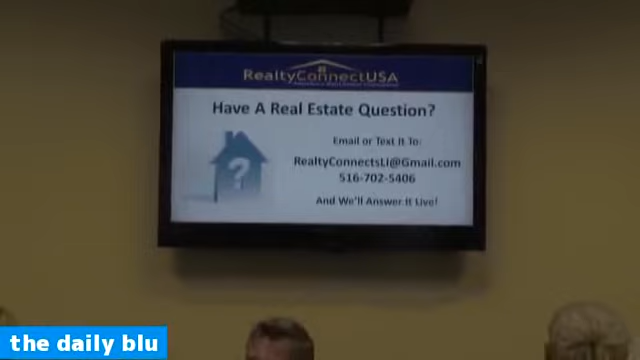 RealtyConnectUSA
Have A Real Estate Question?
Email or Text It To:
RealtyConnectsLI@Gmail.com
516-702-5406
And We'll Answer It Live!
?
the daily blu